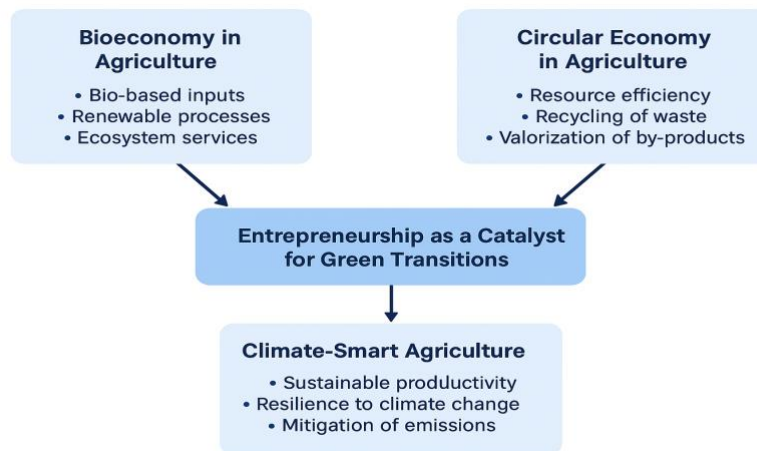 Bioeconomy in
Agriculture
• Bio-based inputs
• Renewable processes
• Ecosystem services
Circular Economy
in Agriculture
• Resource efficiency
• Recycling of waste
• Valorization of by-products
Entrepreneurship as a Catalyst
for Green Transitions
Climate-Smart Agriculture
• Sustainable productivity
• Resilience to climate change
• Mitigation of emissions